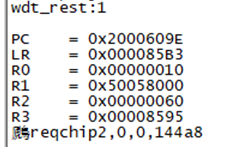 wdt_rest:1
PC = 0x2000609E
LR = 0x000085B3
R0 = 0x00000010
R1 = 0x50058000
R2 = 0x00000060
R3 = 0x00008595
reqchip2,0,0,144a8